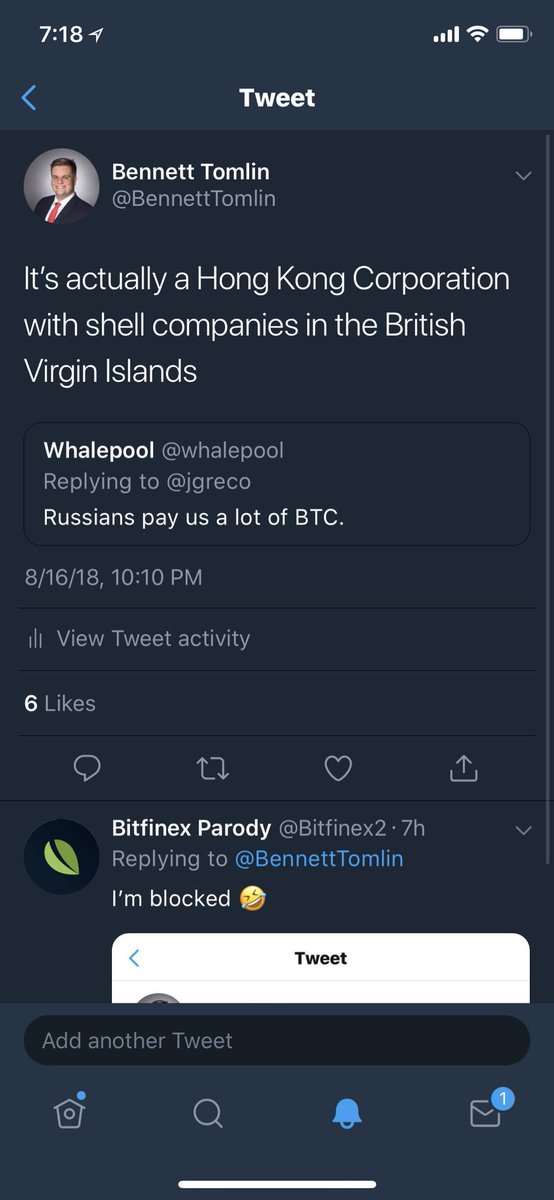 7:18
Tweet
Bennett Tomlin
@BennettTomlin
It’s actually a Hong Kong Corporation
with shell companies in the British
Virgin Islands
Whalepool @whalepool
Replying to @jgreco
Russians pay us a lot of BTC.
8/16/18, 10:10 PM
View Tweet activity
6 Likes
Bitfinex Parody @Bitfinex2 · 7h
Replying to @BennettTomlin
I’m blocked 🤣
Tweet
Add another Tweet
1